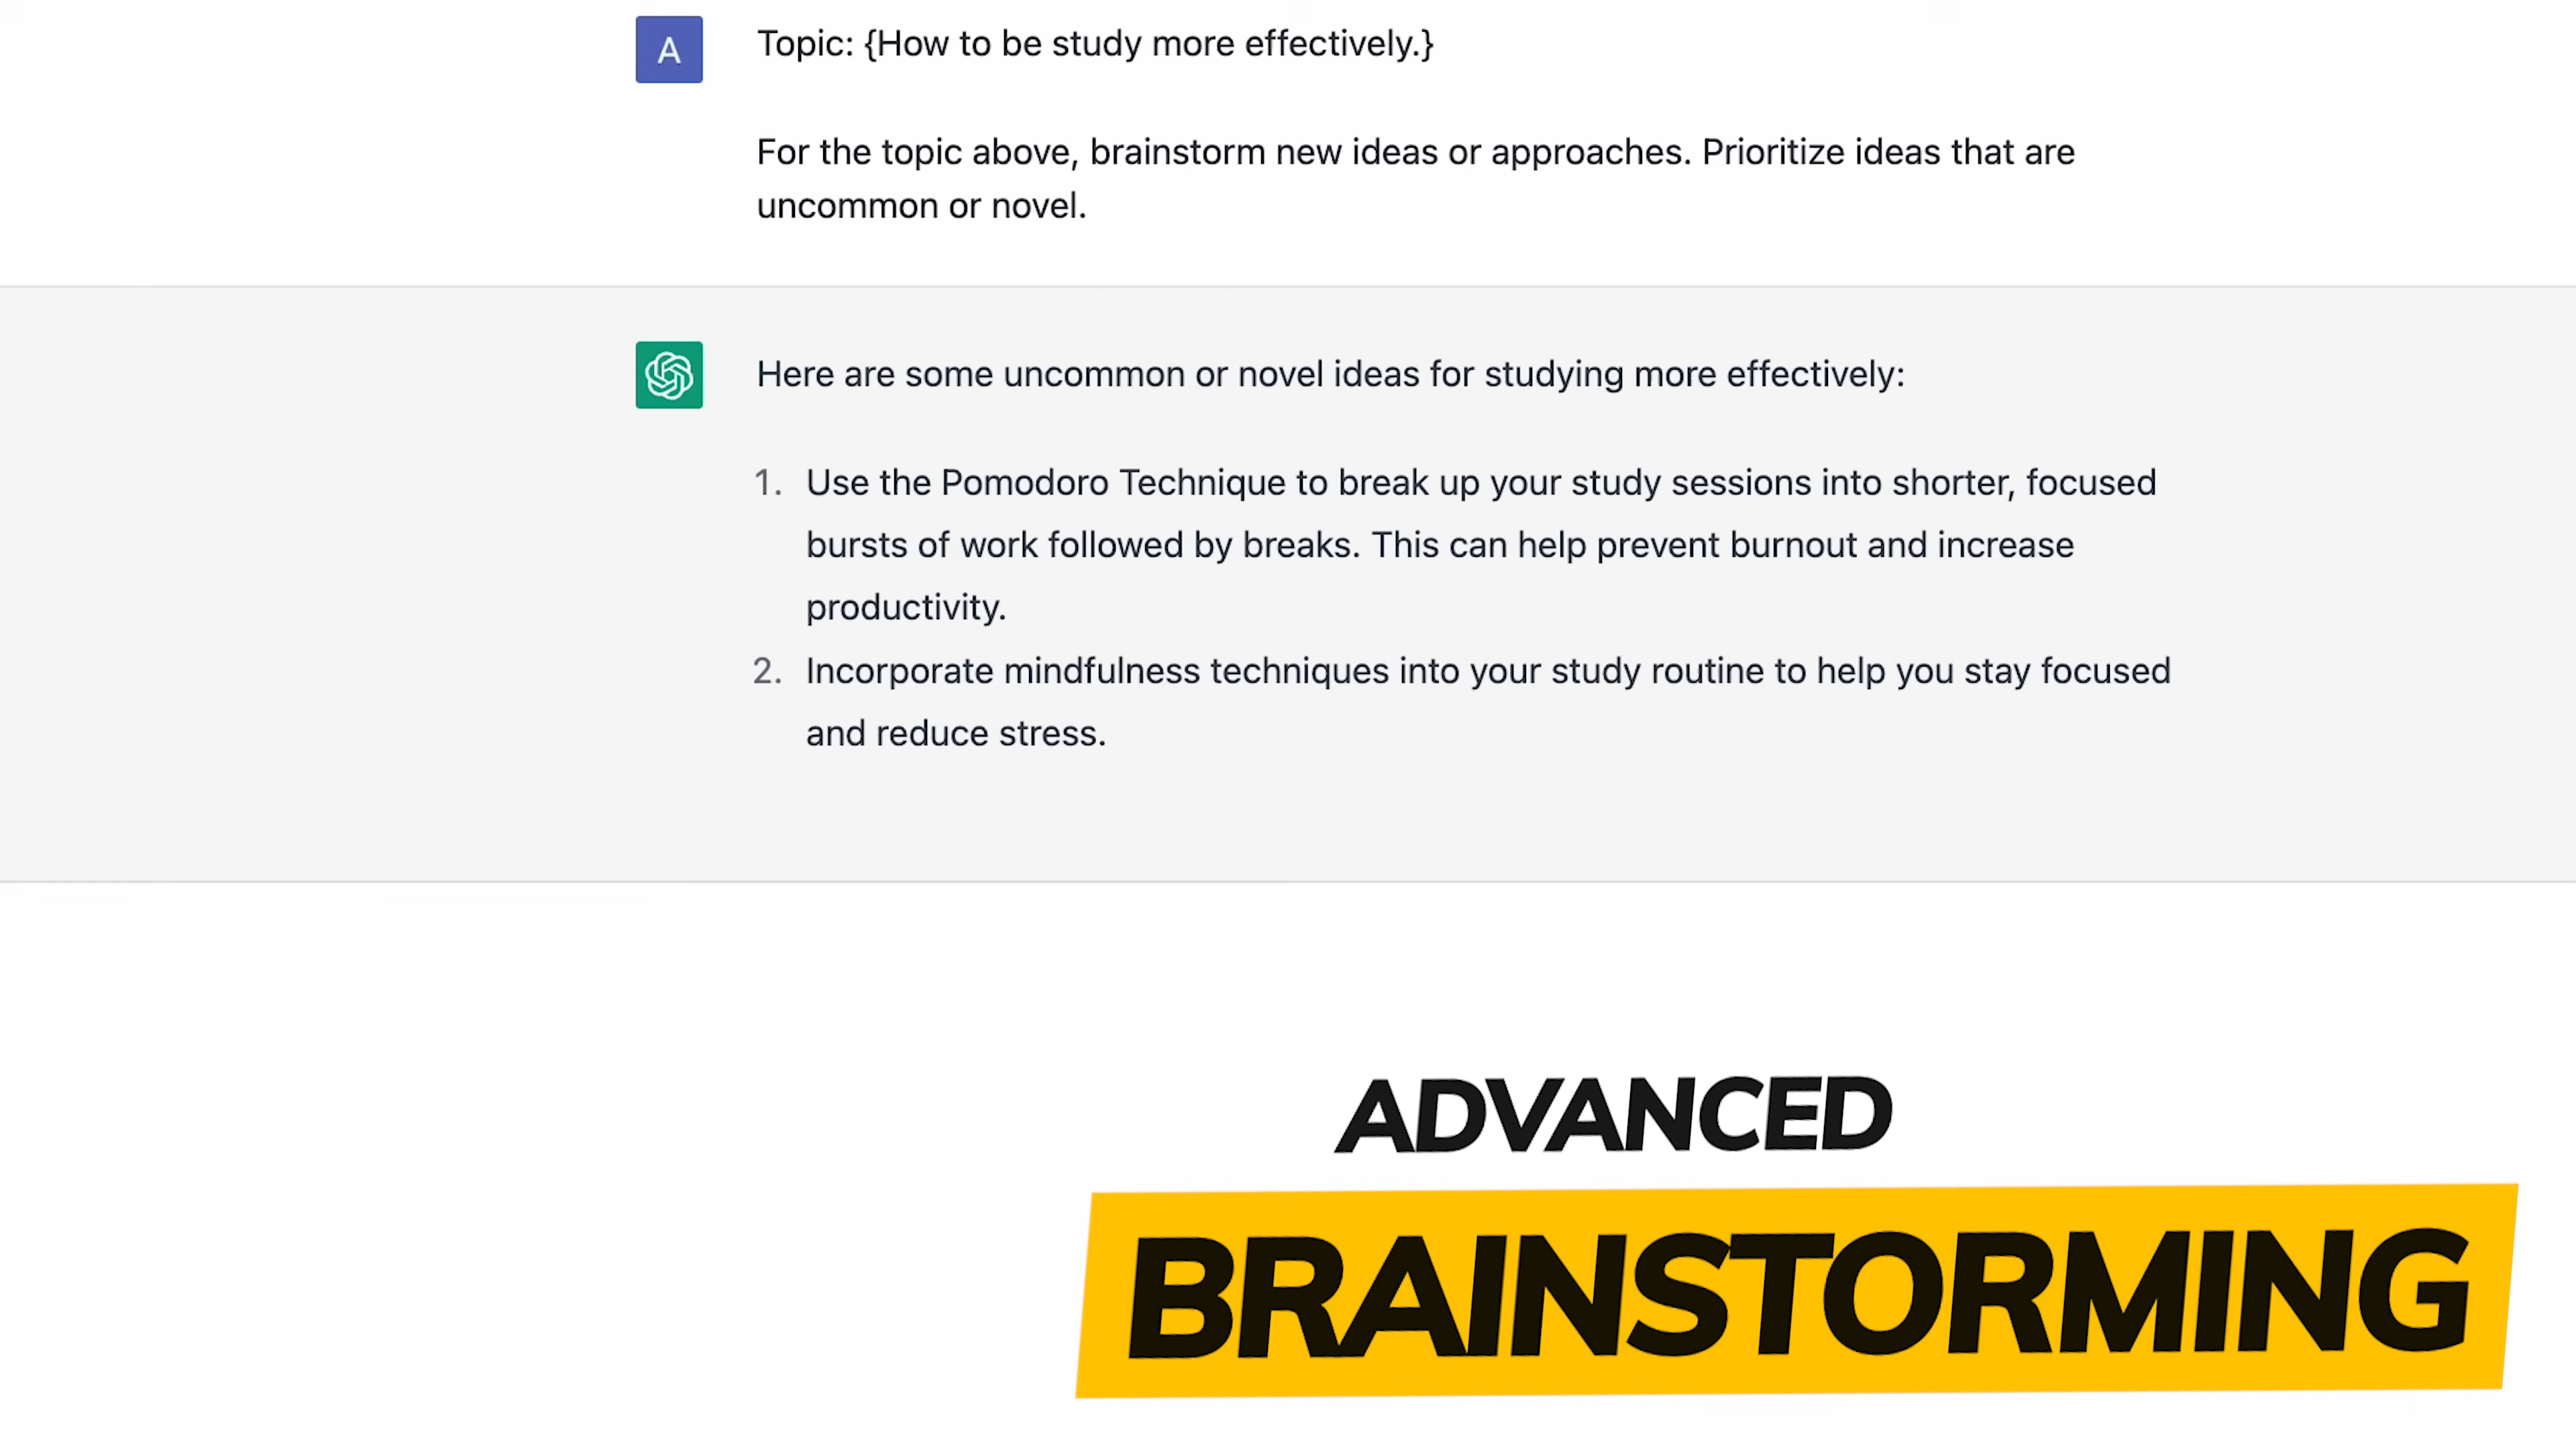 A
Topic: {How to be study more effectively.}
For the topic above, brainstorm new ideas or approaches. Prioritize ideas that are
uncommon or novel.
Here are some uncommon or novel ideas for studying more effectively:
1. Use the Pomodoro Technique to break up your study sessions into shorter, focused
bursts of work followed by breaks. This can help prevent burnout and increase
productivity.
2. Incorporate mindfulness techniques into your study routine to help you stay focused
and reduce stress.
ADVANCED
BRAINSTORMING